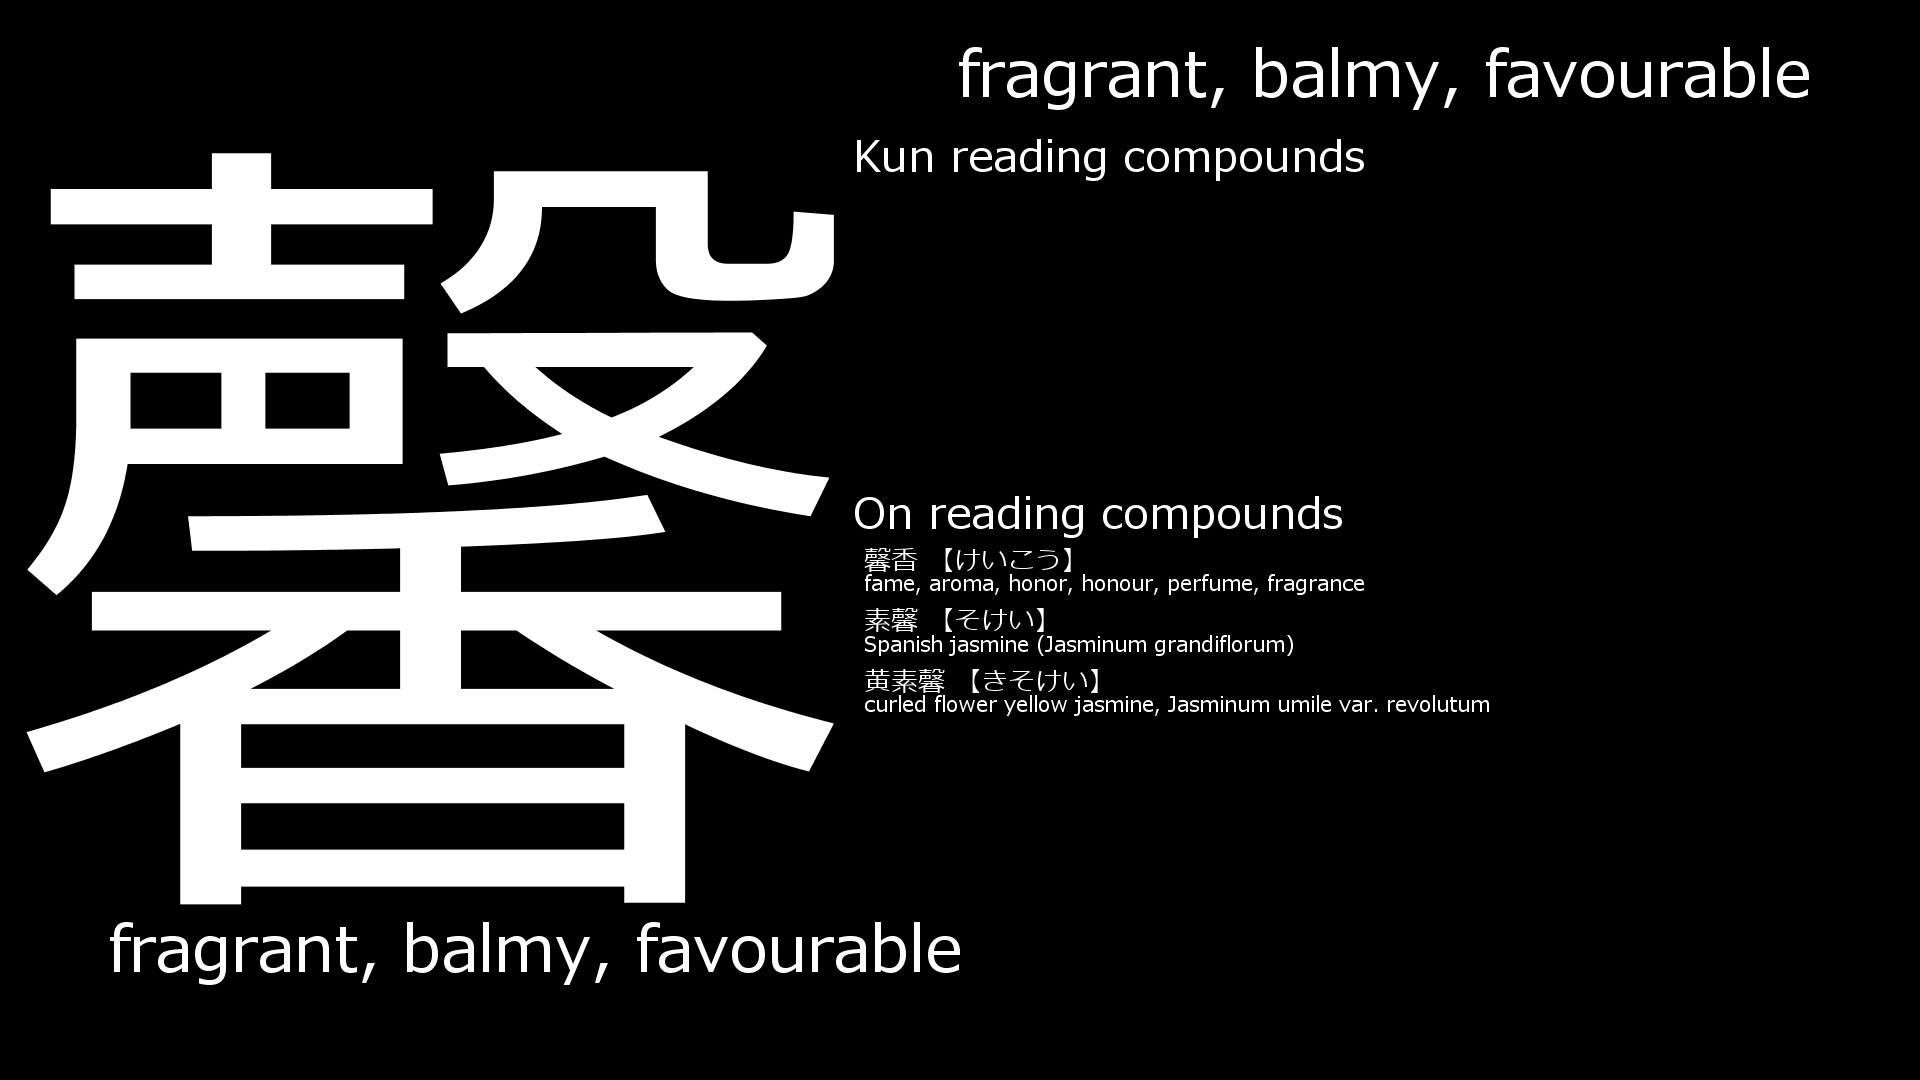 馨
fragrant, balmy, favourable
fragrant, balmy, favourable
Kun reading compounds
On reading compounds
馨香 【けいこう】
fame, aroma, honor, honour, perfume, fragrance
素馨 【そけい】
Spanish jasmine (Jasminum grandiflorum)
黄素馨 【きそけい】
curled flower yellow jasmine, Jasminum umile var. revolutum